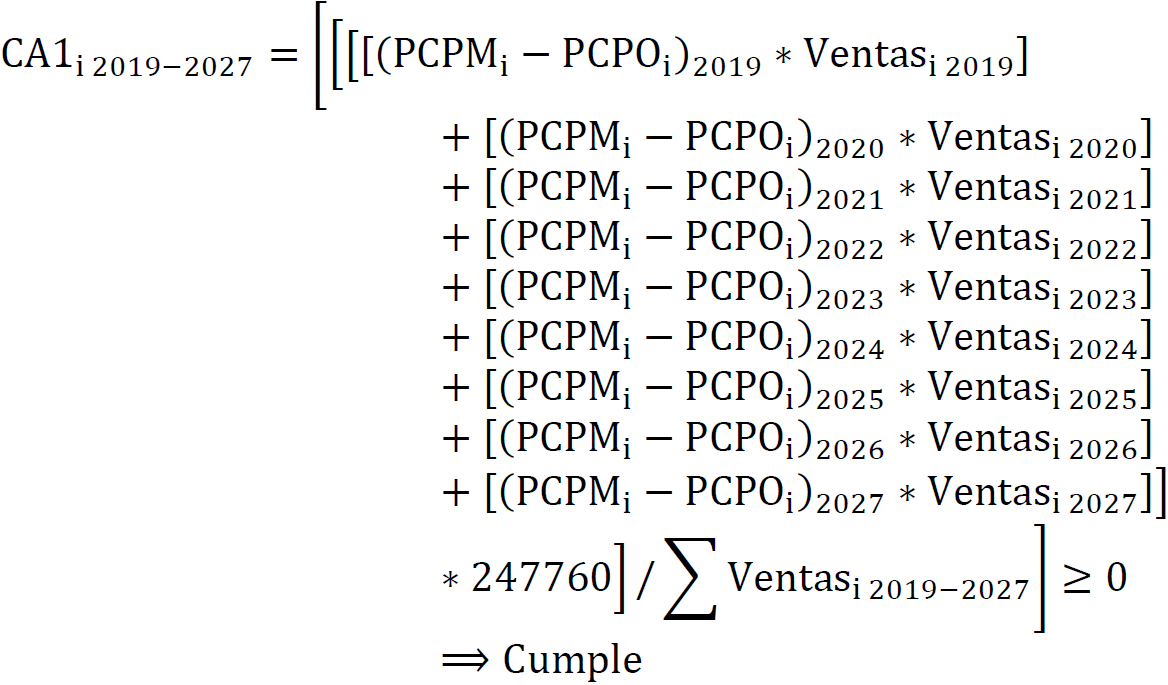 CA1ᵢ ₂₀₁₉₋₂₀₂₇ = [[[[(PCPMᵢ − PCPOᵢ)₂₀₁₉ ∗ Ventasᵢ ₂₀₁₉]
+ [(PCPMᵢ − PCPOᵢ)₂₀₂₀ ∗ Ventasᵢ ₂₀₂₀]
+ [(PCPMᵢ − PCPOᵢ)₂₀₂₁ ∗ Ventasᵢ ₂₀₂₁]
+ [(PCPMᵢ − PCPOᵢ)₂₀₂₂ ∗ Ventasᵢ ₂₀₂₂]
+ [(PCPMᵢ − PCPOᵢ)₂₀₂₃ ∗ Ventasᵢ ₂₀₂₃]
+ [(PCPMᵢ − PCPOᵢ)₂₀₂₄ ∗ Ventasᵢ ₂₀₂₄]
+ [(PCPMᵢ − PCPOᵢ)₂₀₂₅ ∗ Ventasᵢ ₂₀₂₅]
+ [(PCPMᵢ − PCPOᵢ)₂₀₂₆ ∗ Ventasᵢ ₂₀₂₆]
+ [(PCPMᵢ − PCPOᵢ)₂₀₂₇ ∗ Ventasᵢ ₂₀₂₇]]
∗ 247760] / ∑ Ventasᵢ ₂₀₁₉₋₂₀₂₇] ≥ 0
⟹ Cumple